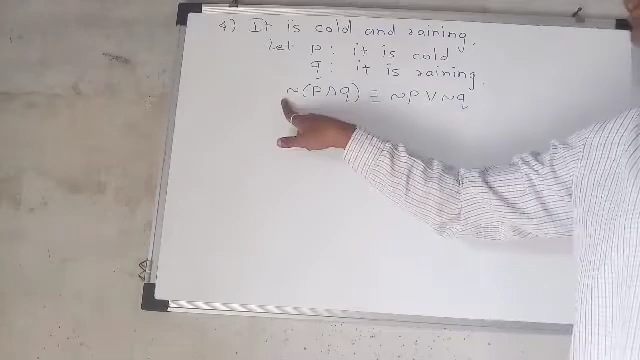 4) It is cold and raining.
Let p : it is cold
q : it is raining.
~(p∧q) ≡ ~p∨~q